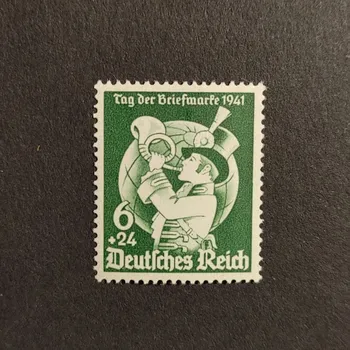 Tag der Briefmarke 1941
6
+24
Deutsches Reich